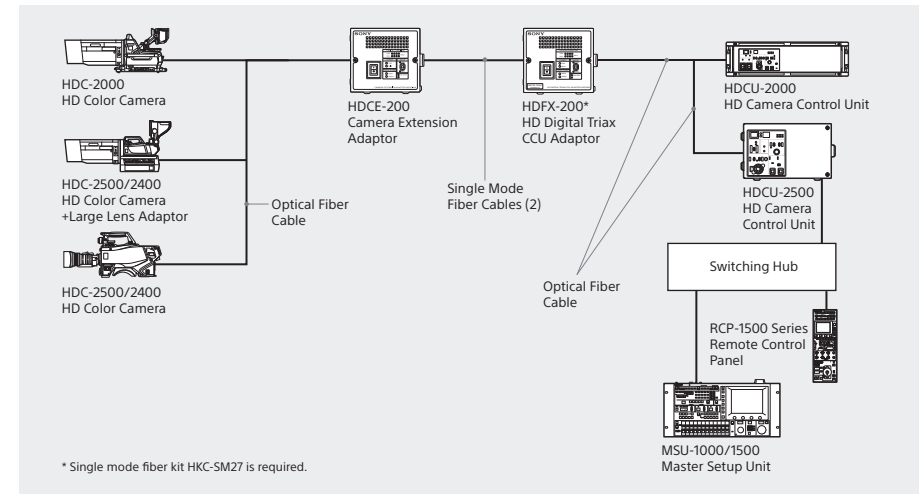 HDC-2000
HD Color Camera
HDC-2500/2400
HD Color Camera
+Large Lens Adaptor
HDC-2500/2400
HD Color Camera
Optical Fiber
Cable
SONY
HDCE-200
Camera Extension
Adaptor
Single Mode
Fiber Cables (2)
SONY
HDFX-200*
HD Digital Triax
CCU Adaptor
Optical Fiber
Cable
HDCU-2000
HD Camera Control Unit
HDCU-2500
HD Camera
Control Unit
Switching Hub
RCP-1500 Series
Remote Control
Panel
MSU-1000/1500
Master Setup Unit
* Single mode fiber kit HKC-SM27 is required.